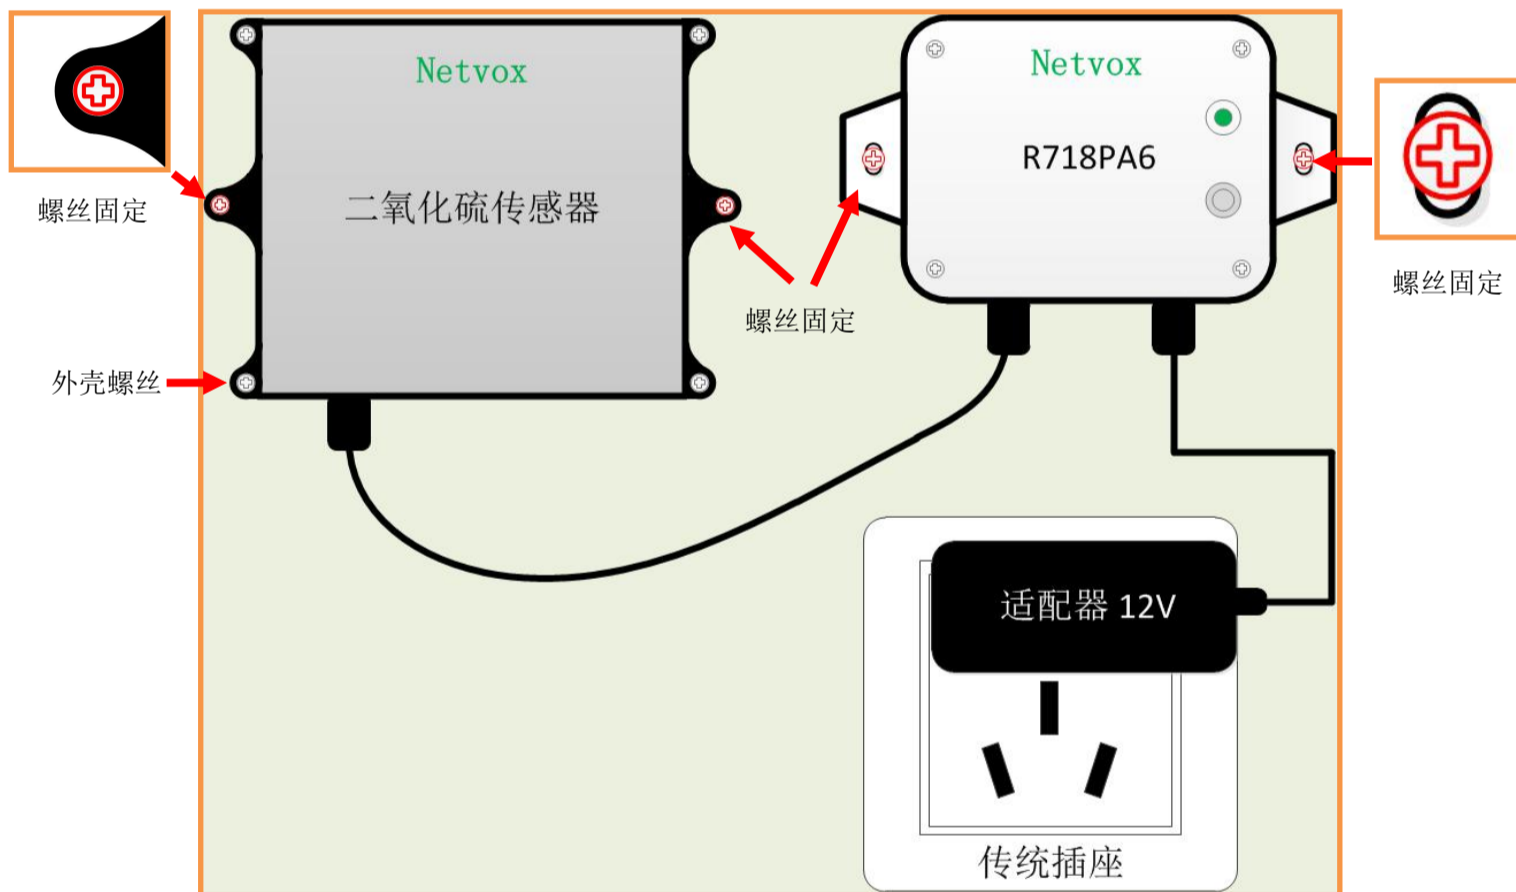 Netvox
Netvox
R718PA6
二氧化硫传感器
螺丝固定
螺丝固定
螺丝固定
外壳螺丝
适配器 12V
传统插座